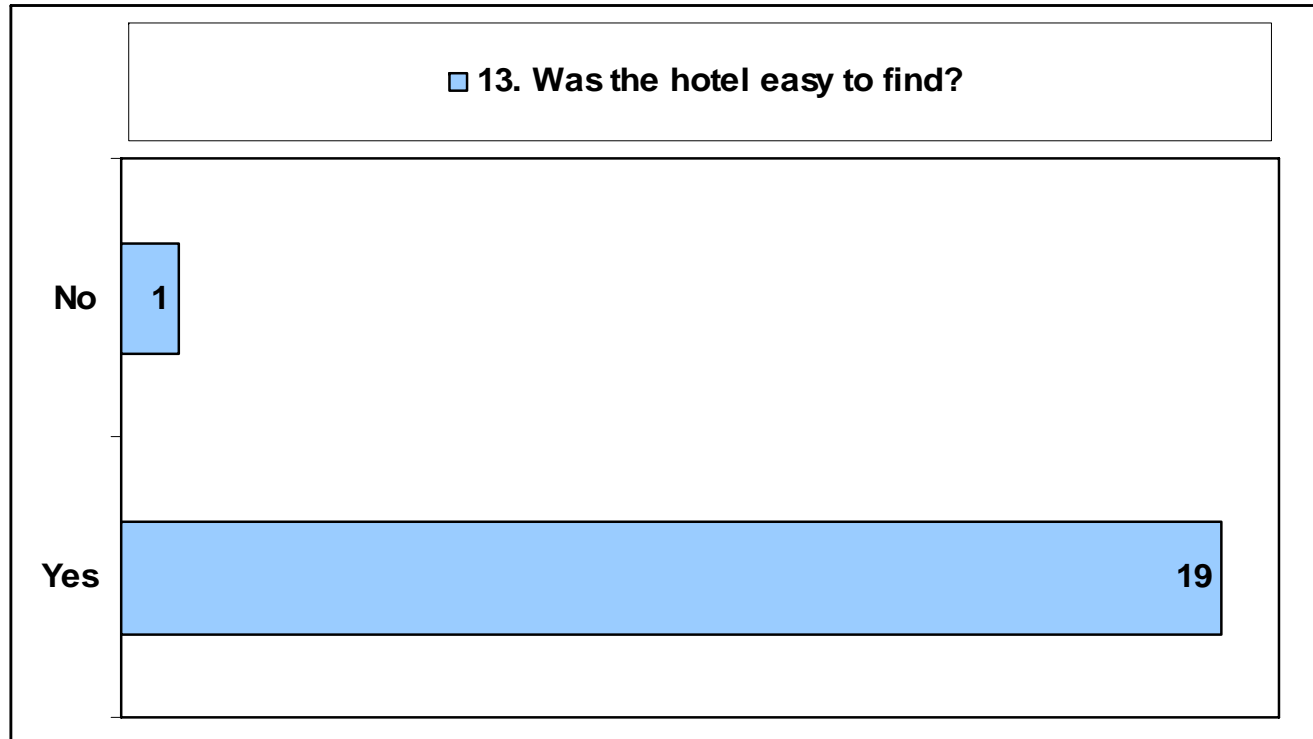 13. Was the hotel easy to find?
No 1
Yes 19